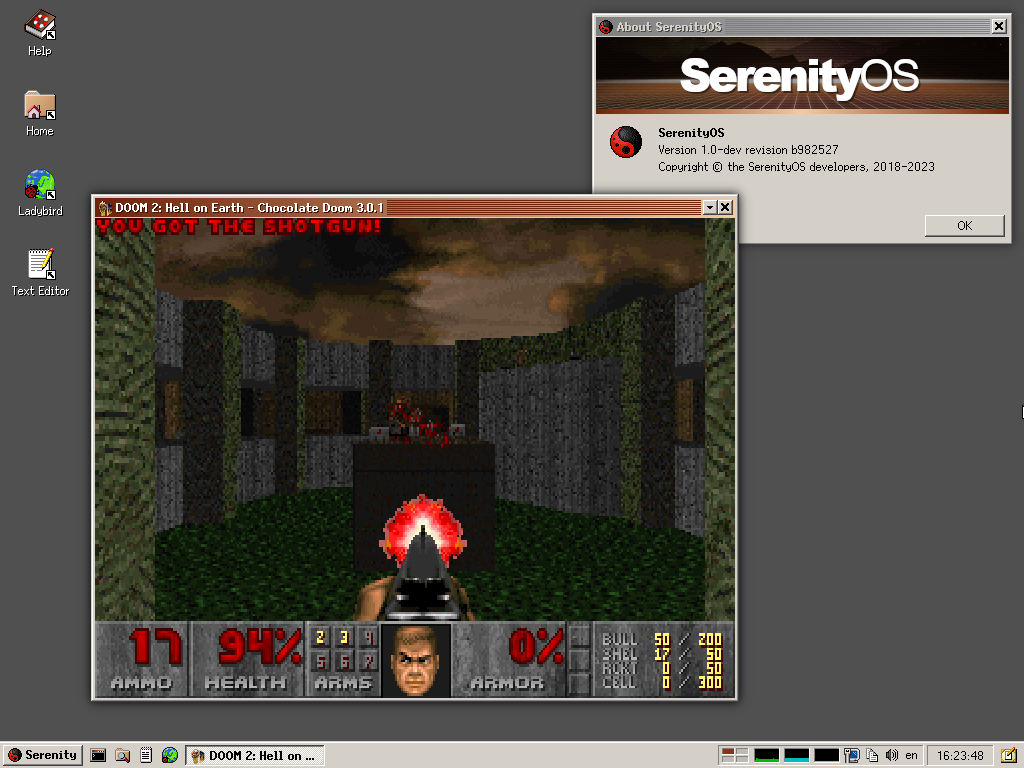 Help
Home
Ladybird
Text Editor
About SerenityOS
SerenityOS
SerenityOS
Version 1.0-dev revision b982527
Copyright © the SerenityOS developers, 2018-2023
OK
DOOM 2: Hell on Earth - Chocolate Doom 3.0.1
YOU GOT THE SHOTGUN!
17 94% 2 3 4 0% BULL 50 / 200
5 6 7 SHEL 17 / 50
RCKT 0 / 50
AMMO HEALTH ARMS ARMOR CELL 0 / 300
Serenity DOOM 2: Hell on ... en 16:23:48